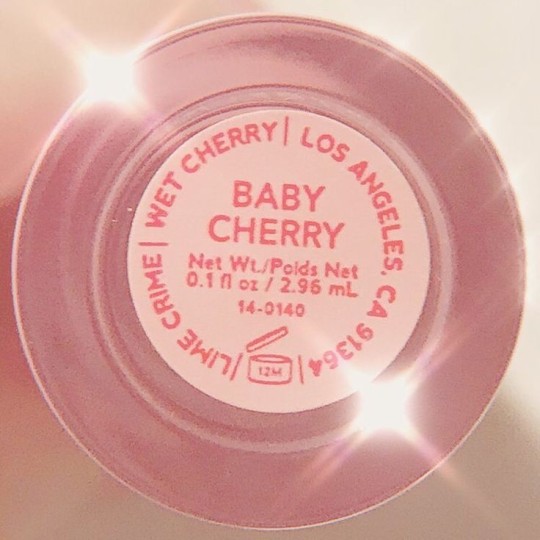 LIME CRIME | WET CHERRY | LOS ANGELES, CA 91364
BABY
CHERRY
Net Wt./Poids Net
0.1 fl oz / 2.96 mL
14-0140
12M